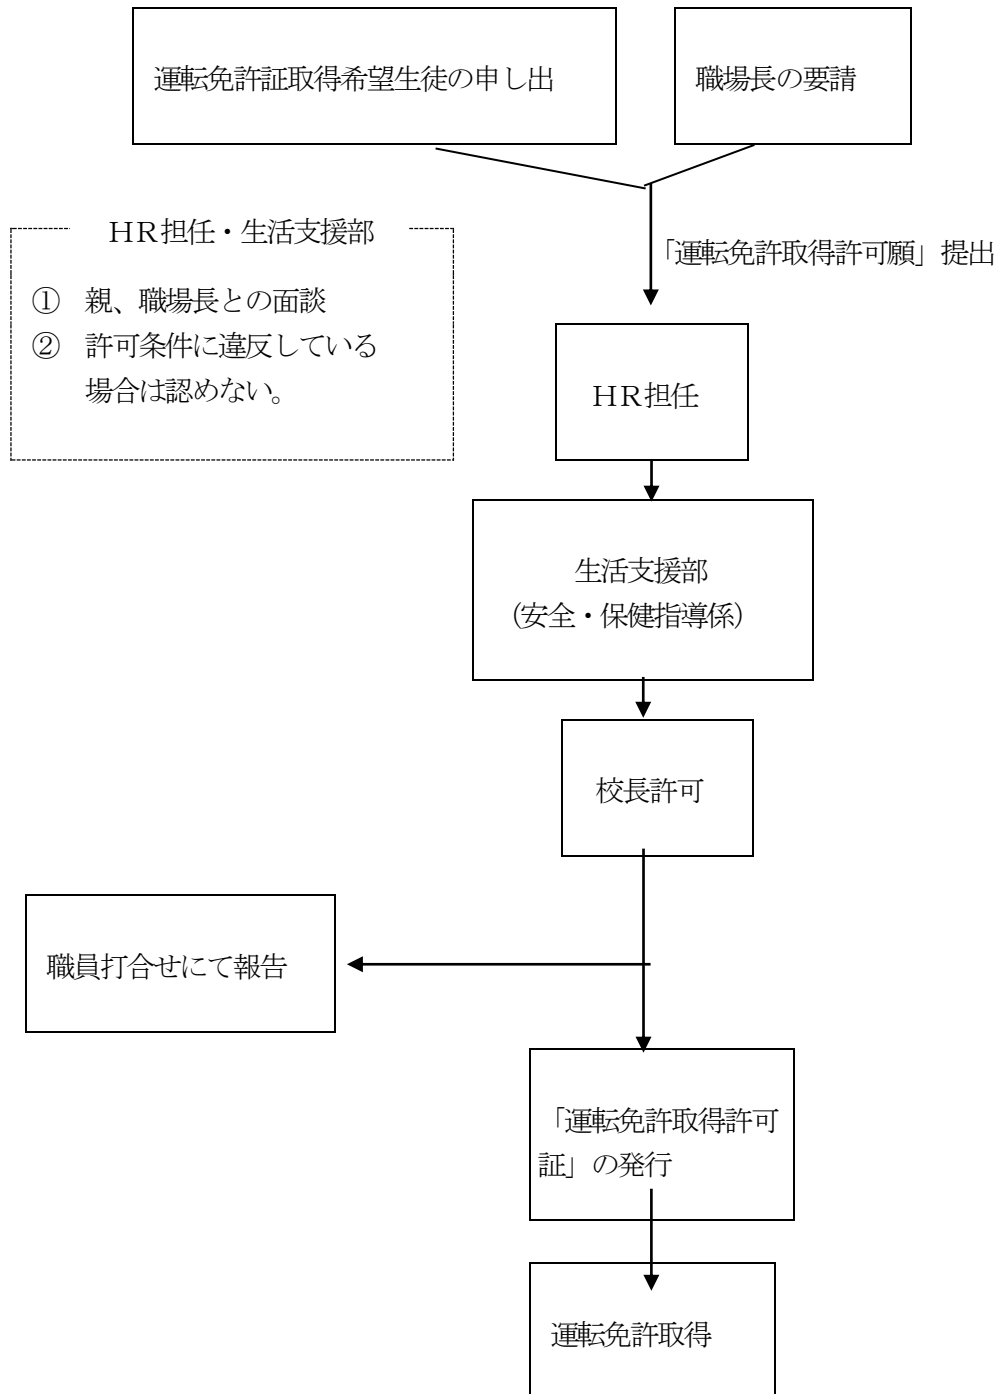 運転免許証取得希望生徒の申し出
職場長の要請
ＨＲ担任・生活支援部
① 親、職場長との面談
② 許可条件に違反している
場合は認めない。
「運転免許取得許可願」提出
ＨＲ担任
生活支援部
（安全・保健指導係）
校長許可
職員打合せにて報告
「運転免許取得許可
証」の発行
運転免許取得